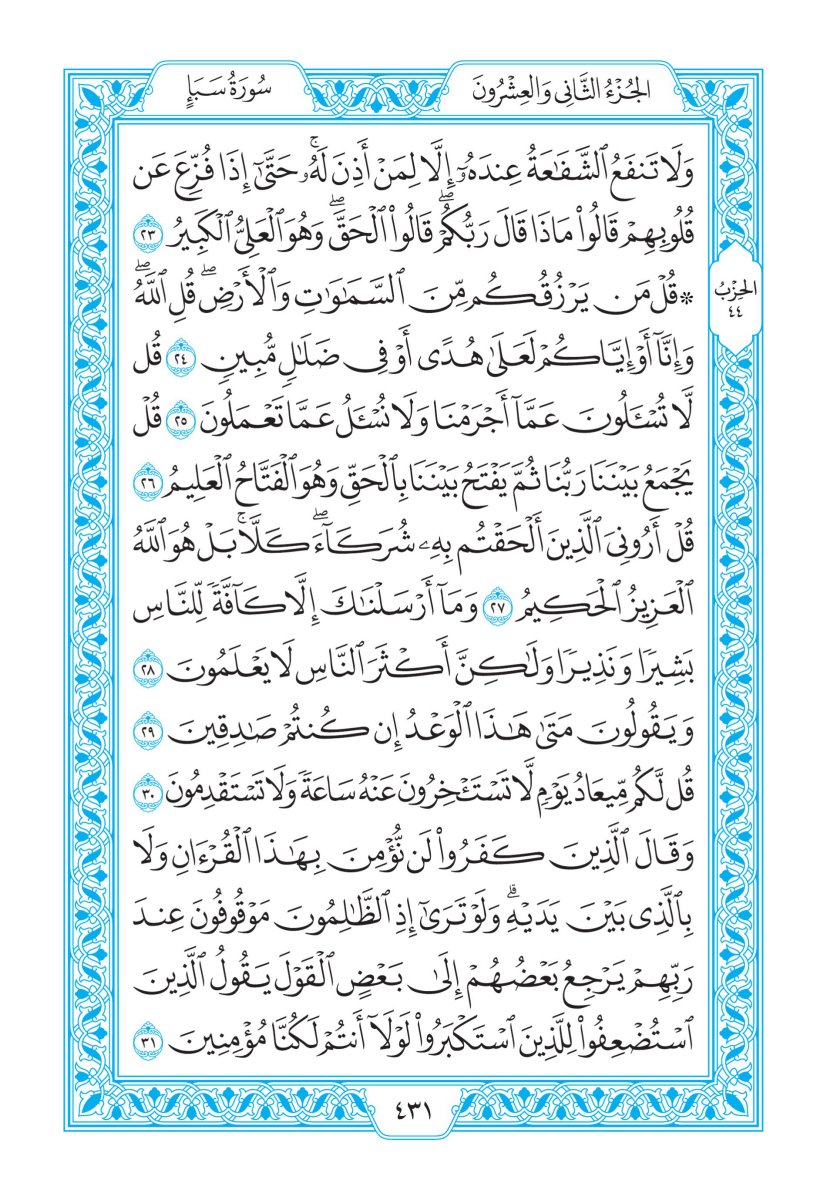 الجُزْءُ الثَّانِي وَالعِشْرُونَ
سُورَةُ سَبَإٍ
وَلَا تَنفَعُ ٱلشَّفَٰعَةُ عِندَهُۥٓ إِلَّا لِمَنْ أَذِنَ لَهُۥۚ حَتَّىٰٓ إِذَا فُزِّعَ عَن
قُلُوبِهِمْ قَالُوا۟ مَاذَا قَالَ رَبُّكُمْۖ قَالُوا۟ ٱلْحَقَّۖ وَهُوَ ٱلْعَلِىُّ ٱلْكَبِيرُ ٢٣
۞ قُلْ مَن يَرْزُقُكُم مِّنَ ٱلسَّمَٰوَٰتِ وَٱلْأَرْضِۖ قُلِ ٱللَّهُۖ
وَإِنَّآ أَوْ إِيَّاكُمْ لَعَلَىٰ هُدًى أَوْ فِى ضَلَٰلٍ مُّبِينٍ ٢٤ قُل
لَّا تُسْـَٔلُونَ عَمَّآ أَجْرَمْنَا وَلَا نُسْـَٔلُ عَمَّا تَعْمَلُونَ ٢٥ قُلْ
يَجْمَعُ بَيْنَنَا رَبُّنَا ثُمَّ يَفْتَحُ بَيْنَنَا بِٱلْحَقِّ وَهُوَ ٱلْفَتَّاحُ ٱلْعَلِيمُ ٢٦
قُلْ أَرُونِىَ ٱلَّذِينَ أَلْحَقْتُم بِهِۦ شُرَكَآءَۖ كَلَّاۚ بَلْ هُوَ ٱللَّهُ
ٱلْعَزِيزُ ٱلْحَكِيمُ ٢٧ وَمَآ أَرْسَلْنَٰكَ إِلَّا كَآفَّةً لِّلنَّاسِ
بَشِيرًا وَنَذِيرًا وَلَٰكِنَّ أَكْثَرَ ٱلنَّاسِ لَا يَعْلَمُونَ ٢٨
وَيَقُولُونَ مَتَىٰ هَٰذَا ٱلْوَعْدُ إِن كُنتُمْ صَٰدِقِينَ ٢٩
قُل لَّكُم مِّيعَادُ يَوْمٍ لَّا تَسْتَـْٔخِرُونَ عَنْهُ سَاعَةً وَلَا تَسْتَقْدِمُونَ ٣٠
وَقَالَ ٱلَّذِينَ كَفَرُوا۟ لَن نُّؤْمِنَ بِهَٰذَا ٱلْقُرْءَانِ وَلَا
بِٱلَّذِى بَيْنَ يَدَيْهِۗ وَلَوْ تَرَىٰٓ إِذِ ٱلظَّٰلِمُونَ مَوْقُوفُونَ عِندَ
رَبِّهِمْ يَرْجِعُ بَعْضُهُمْ إِلَىٰ بَعْضٍ ٱلْقَوْلَ يَقُولُ ٱلَّذِينَ
ٱسْتُضْعِفُوا۟ لِلَّذِينَ ٱسْتَكْبَرُوا۟ لَوْلَآ أَنتُمْ لَكُنَّا مُؤْمِنِينَ ٣١
الحِزْبُ
٤٤
٤٣١